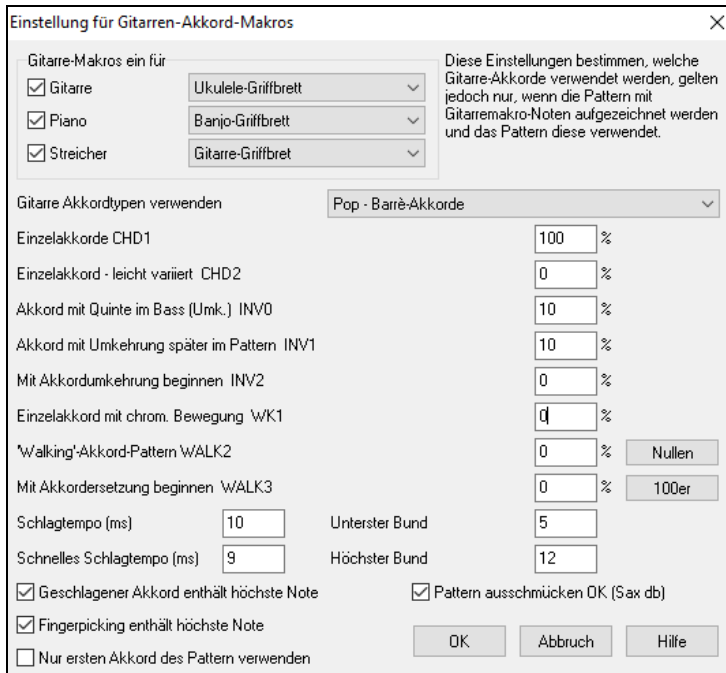 Einstellung für Gitarren-Akkord-Makros
Gitarre-Makros ein für
Gitarre
Ukulele-Griffbrett
Piano
Banjo-Griffbrett
Streicher
Gitarre-Griffbret
Diese Einstellungen bestimmen, welche
Gitarre-Akkorde verwendet werden, gelten
jedoch nur, wenn die Pattern mit
Gitarremakro-Noten aufgezeichnet werden
und das Pattern diese verwendet.
Gitarre Akkordtypen verwenden
Pop - Barrè-Akkorde
Einzelakkorde CHD1 100 %
Einzelakkord - leicht variiert CHD2 0 %
Akkord mit Quinte im Bass (Umk.) INV0 10 %
Akkord mit Umkehrung später im Pattern INV1 10 %
Mit Akkordumkehrung beginnen INV2 0 %
Einzelakkord mit chrom. Bewegung WK1 0 %
'Walking'-Akkord-Pattern WALK2 0 % Nullen
Mit Akkordersetzung beginnen WALK3 0 % 100er
Schlagtempo (ms) 10 Unterster Bund 5
Schnelles Schlagtempo (ms) 9 Höchster Bund 12
Geschlagener Akkord enthält höchste Note
Pattern ausschmücken OK (Sax db)
Fingerpicking enthält höchste Note
Nur ersten Akkord des Pattern verwenden
OK Abbruch Hilfe